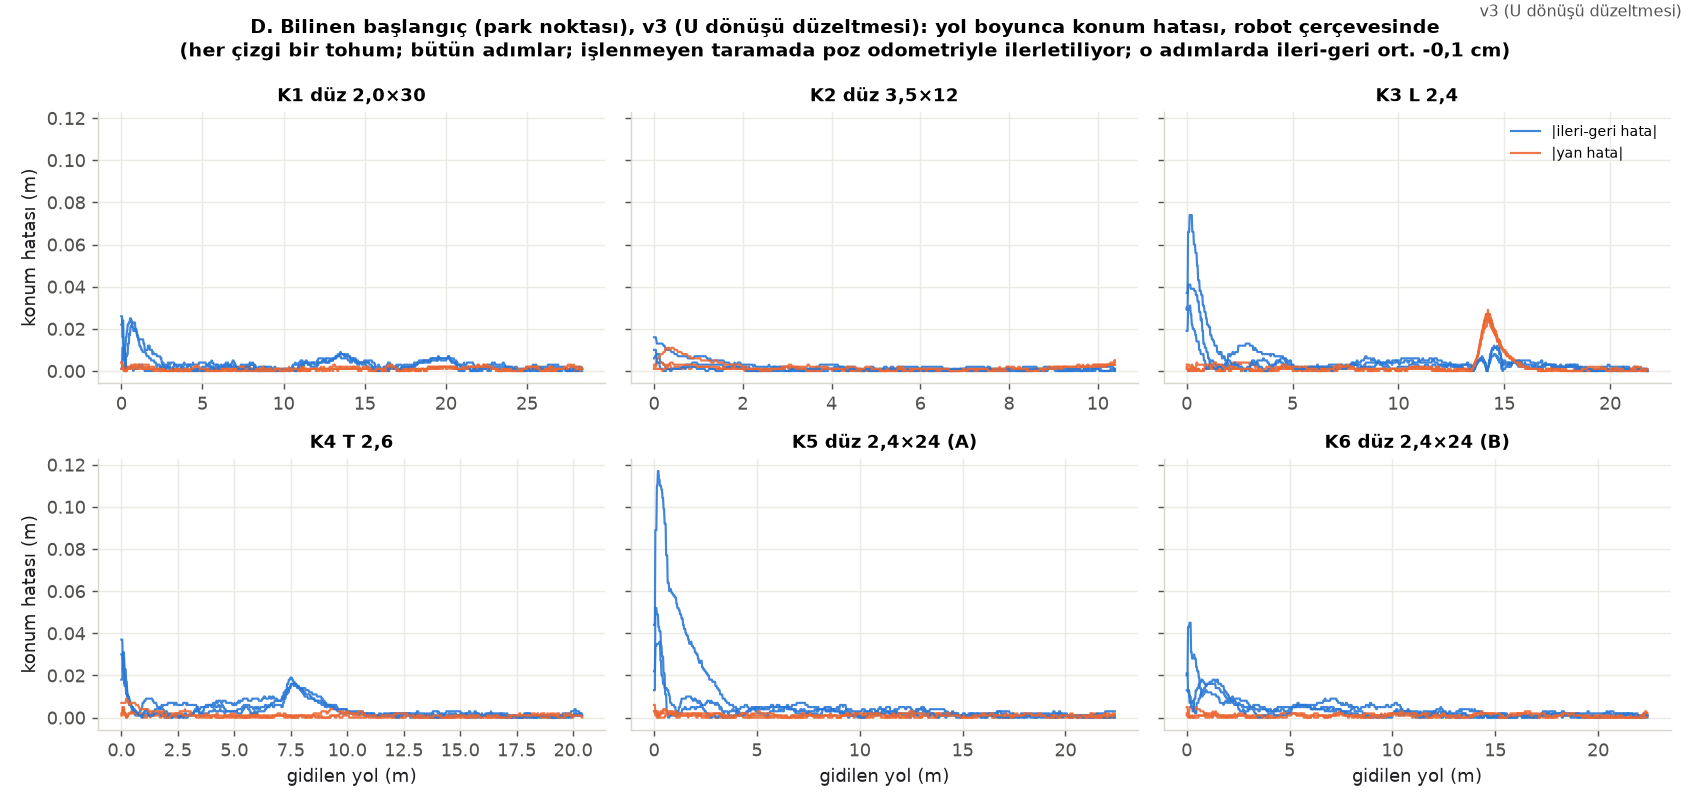 v3 (U dönüşü düzeltmesi)
D. Bilinen başlangıç (park noktası), v3 (U dönüşü düzeltmesi): yol boyunca konum hatası, robot çerçevesinde
(her çizgi bir tohum; bütün adımlar; işlenmeyen taramada poz odometriyle ilerletiliyor; o adımlarda ileri-geri ort. -0,1 cm)
K1 düz 2,0×30
K2 düz 3,5×12
K3 L 2,4
|ileri-geri hata|
|yan hata|
konum hatası (m)
0.12
0.10
0.08
0.06
0.04
0.02
0.00
0 5 10 15 20 25
0 2 4 6 8 10
0 5 10 15 20
K4 T 2,6
K5 düz 2,4×24 (A)
K6 düz 2,4×24 (B)
konum hatası (m)
0.12
0.10
0.08
0.06
0.04
0.02
0.00
0.0 2.5 5.0 7.5 10.0 12.5 15.0 17.5 20.0
0 5 10 15 20
0 5 10 15 20
gidilen yol (m)
gidilen yol (m)
gidilen yol (m)